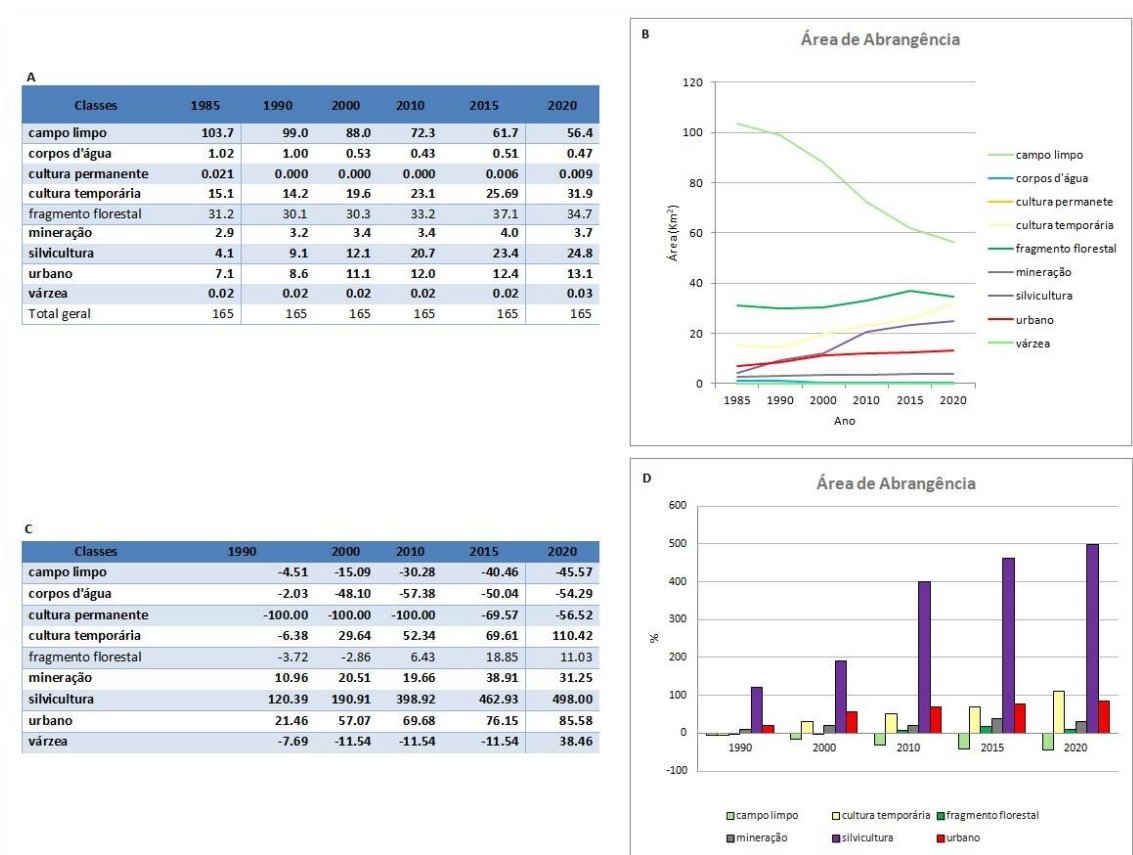 A
Classes 1985 1990 2000 2010 2015 2020
campo limpo 103.7 99.0 88.0 72.3 61.7 56.4
corpos d'água 1.02 1.00 0.53 0.43 0.51 0.47
cultura permanente 0.021 0.000 0.000 0.000 0.006 0.009
cultura temporária 15.1 14.2 19.6 23.1 25.69 31.9
fragmento florestal 31.2 30.1 30.3 33.2 37.1 34.7
mineração 2.9 3.2 3.4 3.4 4.0 3.7
silvicultura 4.1 9.1 12.1 20.7 23.4 24.8
urbano 7.1 8.6 11.1 12.0 12.4 13.1
várzea 0.02 0.02 0.02 0.02 0.02 0.03
Total geral 165 165 165 165 165 165
B
Área de Abrangência
120
100
80
60
40
20
0
Área (Km²)
1985 1990 2000 2010 2015 2020
Ano
campo limpo
corpos d'água
cultura permanete
cultura temporária
fragmento florestal
mineração
silvicultura
urbano
várzea
C
Classes 1990 2000 2010 2015 2020
campo limpo -4.51 -15.09 -30.28 -40.46 -45.57
corpos d'água -2.03 -48.10 -57.38 -50.04 -54.29
cultura permanente -100.00 -100.00 -100.00 -69.57 -56.52
cultura temporária -6.38 29.64 52.34 69.61 110.42
fragmento florestal -3.72 -2.86 6.43 18.85 11.03
mineração 10.96 20.51 19.66 38.91 31.25
silvicultura 120.39 190.91 398.92 462.93 498.00
urbano 21.46 57.07 69.68 76.15 85.58
várzea -7.69 -11.54 -11.54 -11.54 38.46
D
Área de Abrangência
600
500
400
300
200
100
0
-100
%
1990 2000 2010 2015 2020
campo limpo cultura temporária fragmento florestal
mineração silvicultura urbano